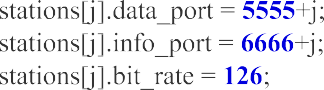 stations[j].data_port = 5555+j;
stations[j].info_port = 6666+j;
stations[j].bit_rate = 126;